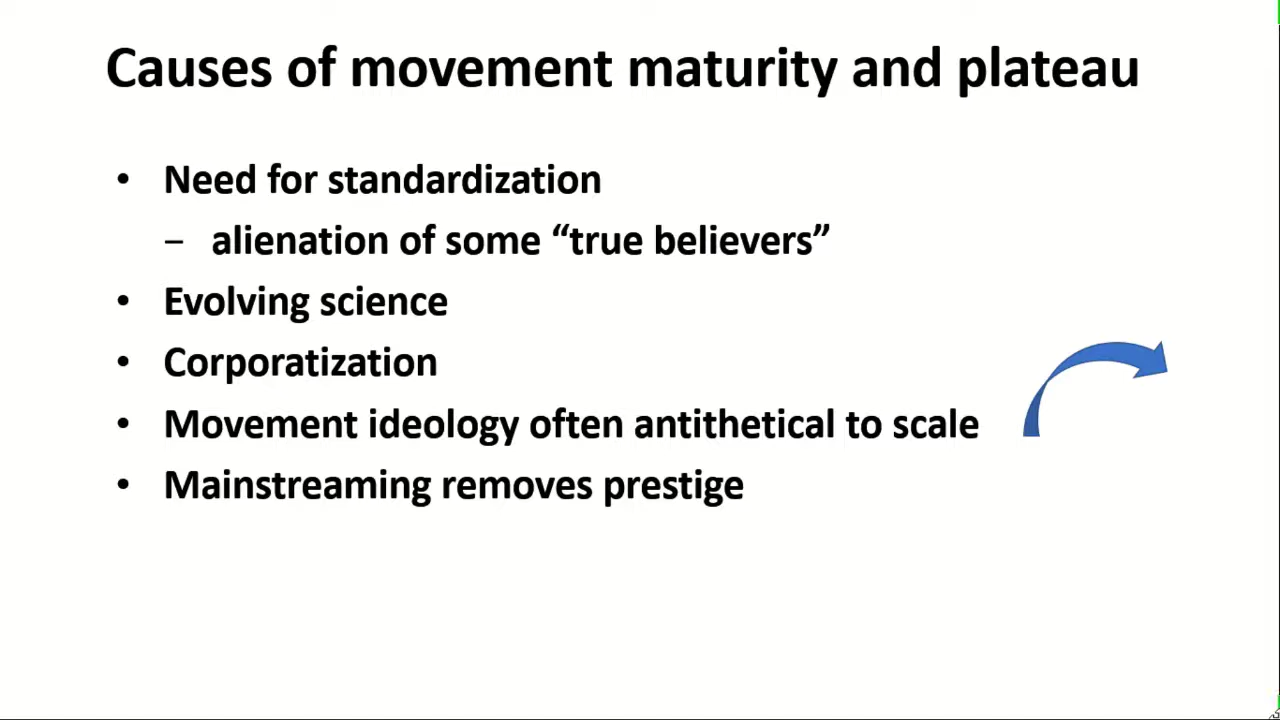 Causes of movement maturity and plateau
• Need for standardization
– alienation of some “true believers”
• Evolving science
• Corporatization
• Movement ideology often antithetical to scale
• Mainstreaming removes prestige